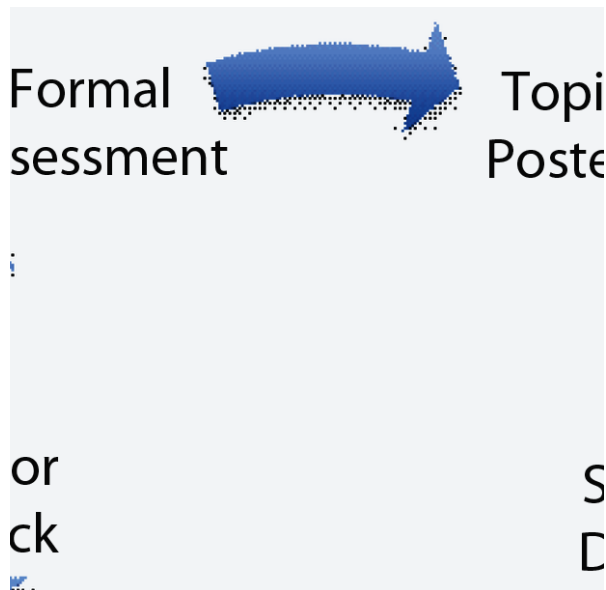 Formal
sessment
Topi
Poste
or
ck
S
D